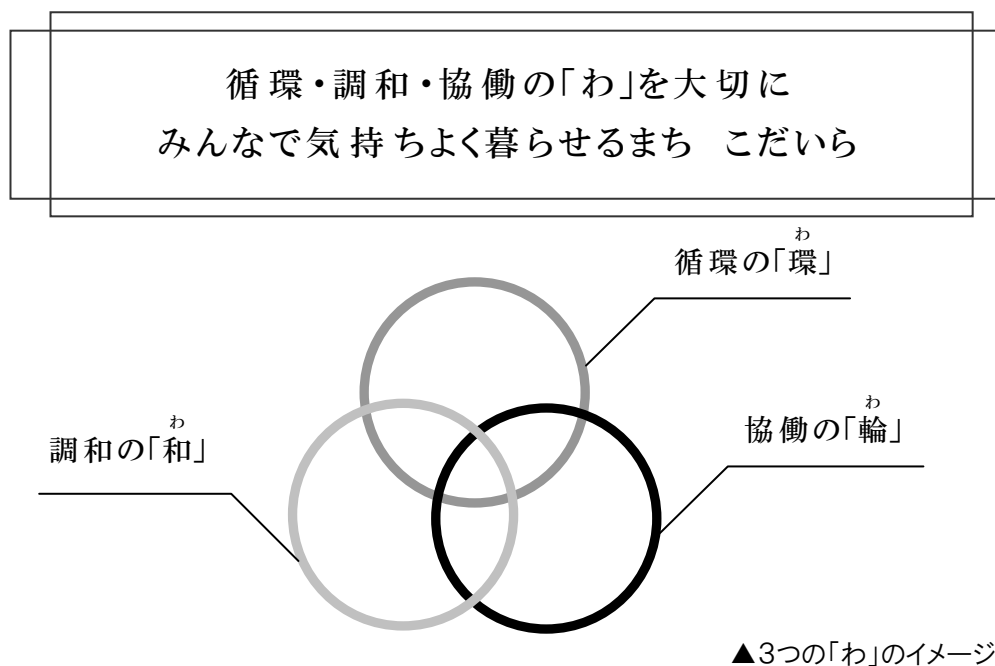 循環・調和・協働の「わ」を大切に
みんなで気持ちよく暮らせるまち　こだいら
わ
循環の「環」
わ
調和の「和」
わ
協働の「輪」
▲3つの「わ」のイメージ